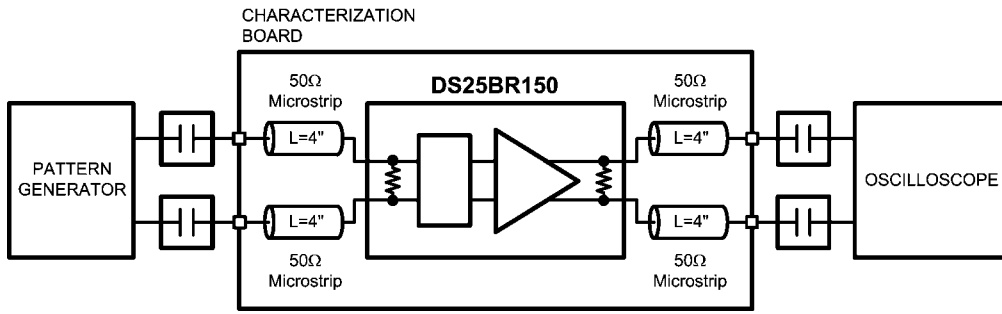 CHARACTERIZATION
BOARD
50Ω
Microstrip
DS25BR150
50Ω
Microstrip
L=4"
L=4"
PATTERN
GENERATOR
OSCILLOSCOPE
L=4"
L=4"
50Ω
Microstrip
50Ω
Microstrip